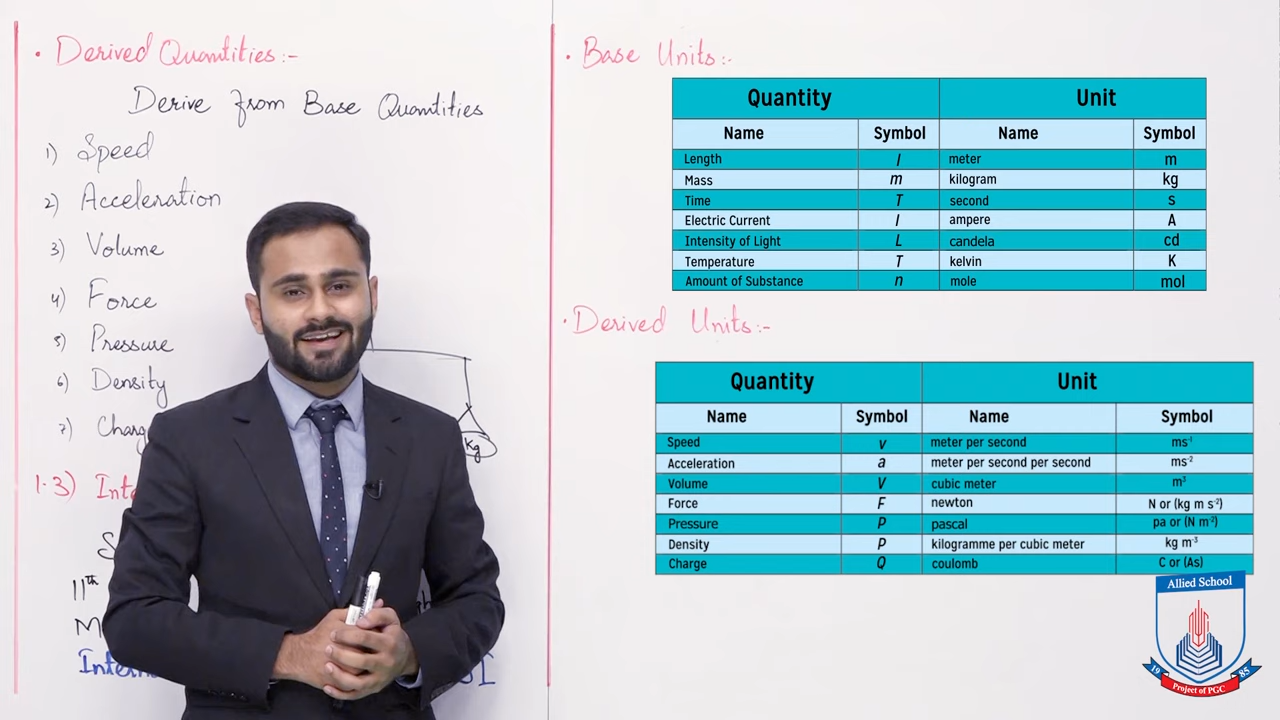 • Derived Quantities:-
Derive from Base Quantities
1) Speed
2) Acceleration
3) Volume
4) Force
5) Pressure
6) Density
7) Charg
kg
1.3) Inte
S
11th
M
Intern
SI
• Base Units:-
Quantity Unit
Name Symbol Name Symbol
Length l meter m
Mass m kilogram kg
Time T second s
Electric Current I ampere A
Intensity of Light L candela cd
Temperature T kelvin K
Amount of Substance n mole mol
• Derived Units:-
Quantity Unit
Name Symbol Name Symbol
Speed v meter per second ms⁻¹
Acceleration a meter per second per second ms⁻²
Volume V cubic meter m³
Force F newton N or (kg m s⁻²)
Pressure P pascal pa or (N m⁻²)
Density P kilogramme per cubic meter kg m⁻³
Charge Q coulomb C or (As)
Allied School
19 85
Project of PGC